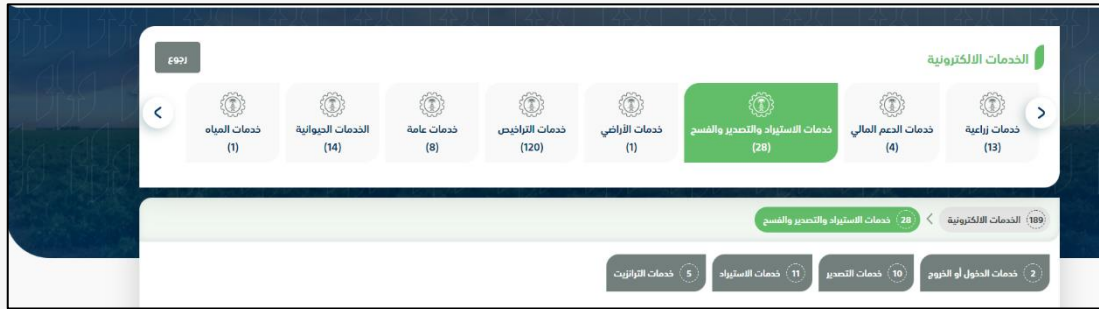 الخدمات الالكترونية
رجوع
خدمات زراعية
(13)
خدمات الدعم المالي
(4)
خدمات الاستيراد والتصدير والفسح
(28)
خدمات الأراضي
(1)
خدمات التراخيص
(120)
خدمات عامة
(8)
الخدمات الحيوانية
(14)
خدمات المياه
(1)
189 الخدمات الالكترونية > 28 خدمات الاستيراد والتصدير والفسح
2 خدمات الدخول أو الخروج
10 خدمات التصدير
11 خدمات الاستيراد
5 خدمات الترانزيت